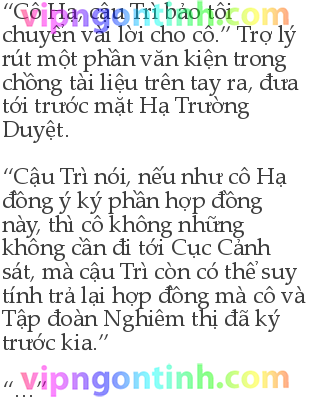 “Cô Hạ, cậu Trì bảo tôi
vipngontinh.com
chuyển vài lời cho cô.” Trợ lý
rút một phần văn kiện trong
chồng tài liệu trên tay ra, đưa
tới trước mặt Hạ Trường
Duyệt.
“Cậu Trì nói, nếu như cô Hạ
đồng ý ký phần hợp đồng
này, thì cô không những
không cần đi tới Cục Cảnh
sát, mà cậu Trì còn có thể suy
tính trả lại hợp đồng mà cô và
Tập đoàn Nghiêm thị đã ký
trước kia.”
vipngontinh.com
“...”